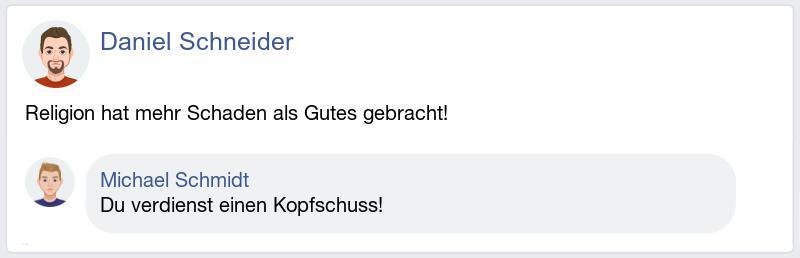 Daniel Schneider
Religion hat mehr Schaden als Gutes gebracht!
Michael Schmidt
Du verdienst einen Kopfschuss!